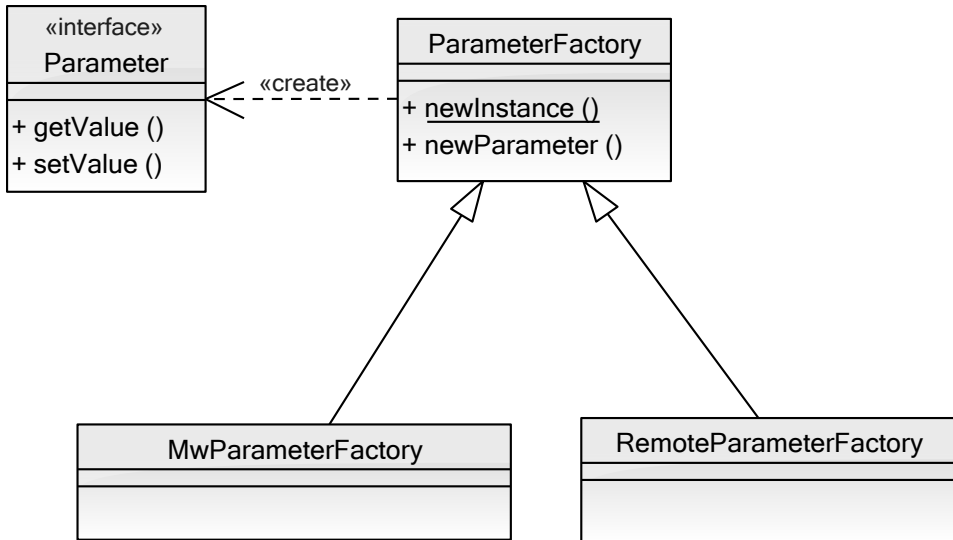 «interface»
Parameter
+ getValue ()
+ setValue ()
«create»
ParameterFactory
+ newInstance ()
+ newParameter ()
MwParameterFactory
RemoteParameterFactory